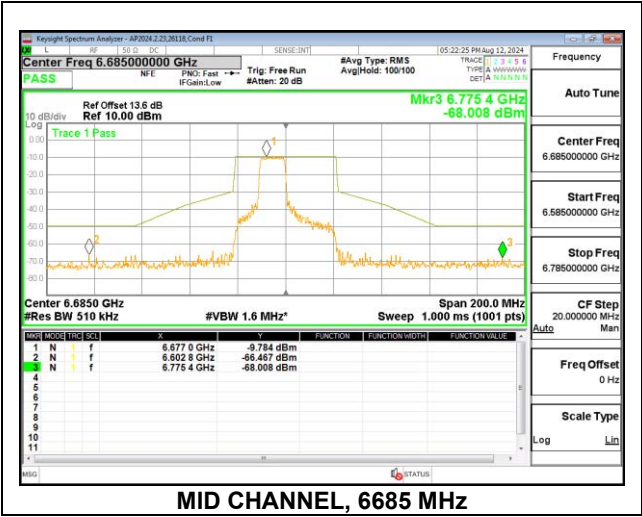 Keysight Spectrum Analyzer - AP2024.2.23,26118,Cond F1
L RF 50 Ω DC SENSE:INT 05:22:25 PM Aug 12, 2024
Center Freq 6.685000000 GHz #Avg Type: RMS TRACE 1 2 3 4 5 6
PASS NFE PNO: Fast Trig: Free Run Avg|Hold: 100/100 TYPE A WWWWW
IFGain:Low #Atten: 20 dB DET A N N N N N
Frequency
Auto Tune
Ref Offset 13.6 dB Mkr3 6.775 4 GHz
10 dB/div Ref 10.00 dBm -68.008 dBm
Log
Trace 1 Pass
0.00
-10.0
-20.0
-30.0
-40.0
-50.0
-60.0
-70.0
-80.0
1
2
3
Center Freq
6.685000000 GHz
Start Freq
6.585000000 GHz
Stop Freq
6.785000000 GHz
Center 6.6850 GHz Span 200.0 MHz
#Res BW 510 kHz #VBW 1.6 MHz* Sweep 1.000 ms (1001 pts)
CF Step
20.000000 MHz
Auto Man
MKR MODE TRC SCL X Y FUNCTION FUNCTION WIDTH FUNCTION VALUE
1 N 1 f 6.677 0 GHz -9.784 dBm
2 N 1 f 6.602 8 GHz -66.467 dBm
3 N 1 f 6.775 4 GHz -68.008 dBm
4
5
6
7
8
9
10
11
Freq Offset
0 Hz
Scale Type
Log Lin
MSG STATUS
MID CHANNEL, 6685 MHz